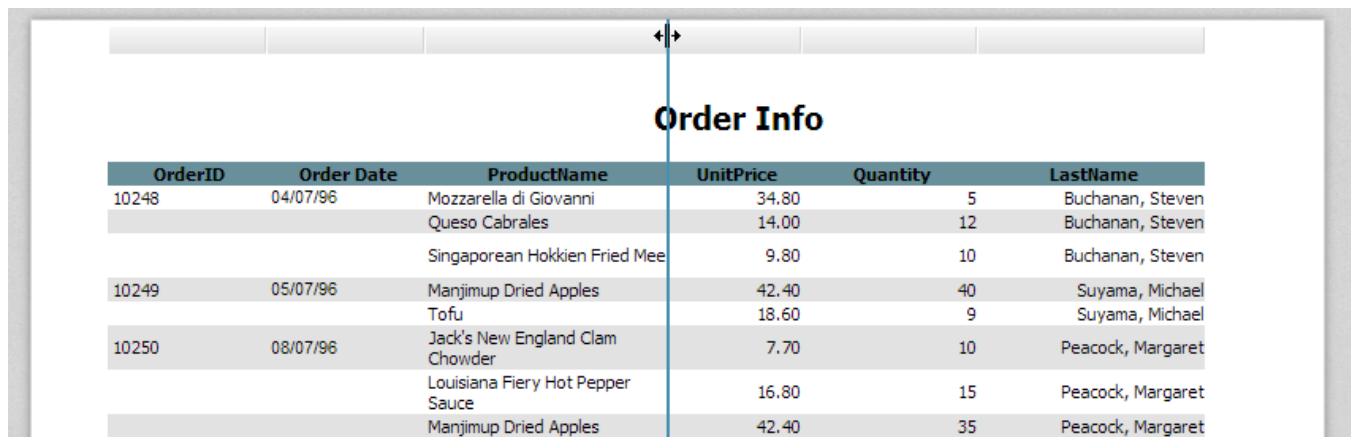 Order Info
OrderID Order Date ProductName UnitPrice Quantity LastName
10248 04/07/96 Mozzarella di Giovanni 34.80 5 Buchanan, Steven
Queso Cabrales 14.00 12 Buchanan, Steven
Singaporean Hokkien Fried Mee 9.80 10 Buchanan, Steven
10249 05/07/96 Manjimup Dried Apples 42.40 40 Suyama, Michael
Tofu 18.60 9 Suyama, Michael
10250 08/07/96 Jack's New England Clam
Chowder 7.70 10 Peacock, Margaret
Louisiana Fiery Hot Pepper
Sauce 16.80 15 Peacock, Margaret
Manjimup Dried Apples 42.40 35 Peacock, Margaret